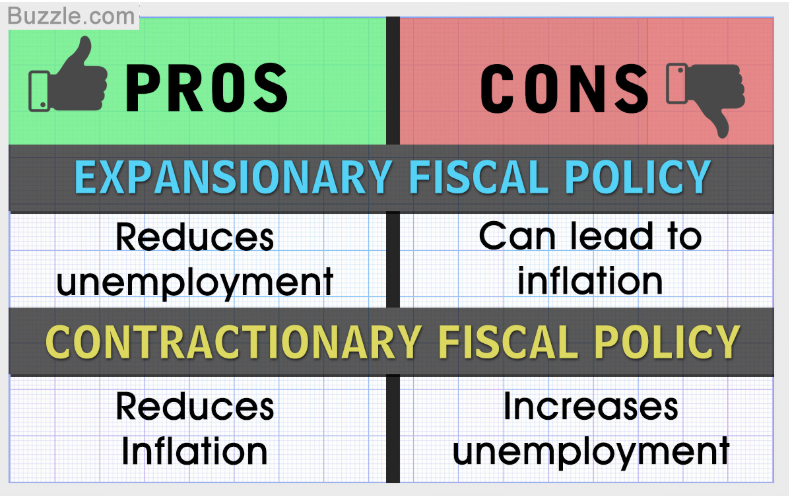 Buzzle.com
PROS
CONS
EXPANSIONARY FISCAL POLICY
Reduces
unemployment
Can lead to
inflation
CONTRACTIONARY FISCAL POLICY
Reduces
Inflation
Increases
unemployment